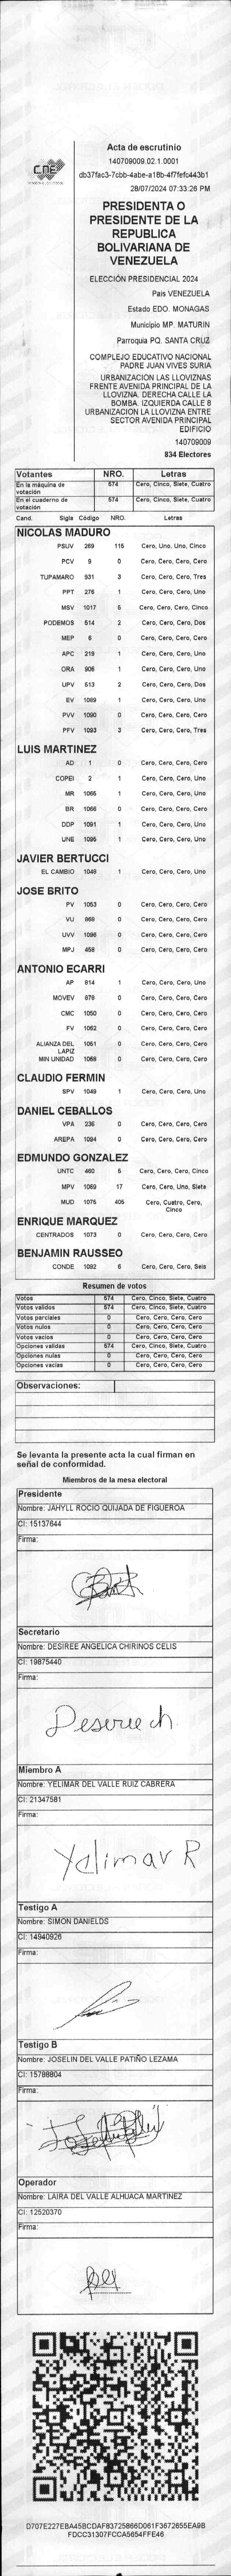 Acta de escrutinio
140709009.02.1.0001
db37fac3-7cbb-4abe-a18b-4f7fefc443b1
28/07/2024 07:33:26 PM
CNE
PRESIDENTA O
PRESIDENTE DE LA
REPUBLICA
BOLIVARIANA DE
VENEZUELA
ELECCIÓN PRESIDENCIAL 2024
Pais VENEZUELA
Estado EDO. MONAGAS
Municipio MP. MATURIN
Parroquia PQ. SANTA CRUZ
COMPLEJO EDUCATIVO NACIONAL
PADRE JUAN VIVES SURIA
URBANIZACION LAS LLOVIZNAS
FRENTE AVENIDA PRINCIPAL DE LA
LLOVIZNA. DERECHA CALLE LA
BOMBA. IZQUIERDA CALLE 8
URBANIZACION LA LLOVIZNA ENTRE
SECTOR AVENIDA PRINCIPAL
EDIFICIO
140709009
834 Electores
Votantes NRO. Letras
En la máquina de votación 574 Cero, Cinco, Siete, Cuatro
En el cuaderno de votación 574 Cero, Cinco, Siete, Cuatro
Cand. Sigla Código NRO. Letras
NICOLAS MADURO
PSUV 269 115 Cero, Uno, Uno, Cinco
PCV 9 0 Cero, Cero, Cero, Cero
TUPAMARO 931 3 Cero, Cero, Cero, Tres
PPT 276 1 Cero, Cero, Cero, Uno
MSV 1017 5 Cero, Cero, Cero, Cinco
PODEMOS 514 2 Cero, Cero, Cero, Dos
MEP 6 0 Cero, Cero, Cero, Cero
APC 219 1 Cero, Cero, Cero, Uno
ORA 906 1 Cero, Cero, Cero, Uno
UPV 513 2 Cero, Cero, Cero, Dos
EV 1089 1 Cero, Cero, Cero, Uno
PVV 1090 0 Cero, Cero, Cero, Cero
PFV 1093 3 Cero, Cero, Cero, Tres
LUIS MARTINEZ
AD 1 0 Cero, Cero, Cero, Cero
COPEI 2 1 Cero, Cero, Cero, Uno
MR 1065 1 Cero, Cero, Cero, Uno
BR 1066 0 Cero, Cero, Cero, Cero
DDP 1091 1 Cero, Cero, Cero, Uno
UNE 1095 1 Cero, Cero, Cero, Uno
JAVIER BERTUCCI
EL CAMBIO 1048 1 Cero, Cero, Cero, Uno
JOSE BRITO
PV 1053 0 Cero, Cero, Cero, Cero
VU 869 0 Cero, Cero, Cero, Cero
UVV 1096 0 Cero, Cero, Cero, Cero
MPJ 458 0 Cero, Cero, Cero, Cero
ANTONIO ECARRI
AP 814 1 Cero, Cero, Cero, Uno
MOVEV 878 0 Cero, Cero, Cero, Cero
CMC 1050 0 Cero, Cero, Cero, Cero
FV 1062 0 Cero, Cero, Cero, Cero
ALIANZA DEL LAPIZ 1051 0 Cero, Cero, Cero, Cero
MIN UNIDAD 1068 0 Cero, Cero, Cero, Cero
CLAUDIO FERMIN
SPV 1049 1 Cero, Cero, Cero, Uno
DANIEL CEBALLOS
VPA 236 0 Cero, Cero, Cero, Cero
AREPA 1094 0 Cero, Cero, Cero, Cero
EDMUNDO GONZALEZ
UNTC 460 5 Cero, Cero, Cero, Cinco
MPV 1069 17 Cero, Cero, Uno, Siete
MUD 1075 405 Cero, Cuatro, Cero, Cinco
ENRIQUE MARQUEZ
CENTRADOS 1073 0 Cero, Cero, Cero, Cero
BENJAMIN RAUSSEO
CONDE 1092 6 Cero, Cero, Cero, Seis
Resumen de votos
Votos 574 Cero, Cinco, Siete, Cuatro
Votos validos 574 Cero, Cinco, Siete, Cuatro
Votos parciales 0 Cero, Cero, Cero, Cero
Votos nulos 0 Cero, Cero, Cero, Cero
Votos vacios 0 Cero, Cero, Cero, Cero
Opciones validas 574 Cero, Cinco, Siete, Cuatro
Opciones nulas 0 Cero, Cero, Cero, Cero
Opciones vacias 0 Cero, Cero, Cero, Cero
Observaciones:
Se levanta la presente acta la cual firman en
señal de conformidad.
Miembros de la mesa electoral
Presidente
Nombre: JAHYLL ROCIO QUIJADA DE FIGUEROA
CI: 15137644
Firma:
Secretario
Nombre: DESIREE ANGELICA CHIRINOS CELIS
CI: 19875440
Firma:
Desiree ch.
Miembro A
Nombre: YELIMAR DEL VALLE RUIZ CABRERA
CI: 21347581
Firma:
Yelimar R
Testigo A
Nombre: SIMON DANIELDS
CI: 14940926
Firma:
Testigo B
Nombre: JOSELIN DEL VALLE PATIÑO LEZAMA
CI: 15788804
Firma:
Operador
Nombre: LAIRA DEL VALLE ALHUACA MARTINEZ
CI: 12520370
Firma:
D707E227EBA45BCDAF83725866D061F3672655EA9B
FDCC31307FCCA5654FFE46